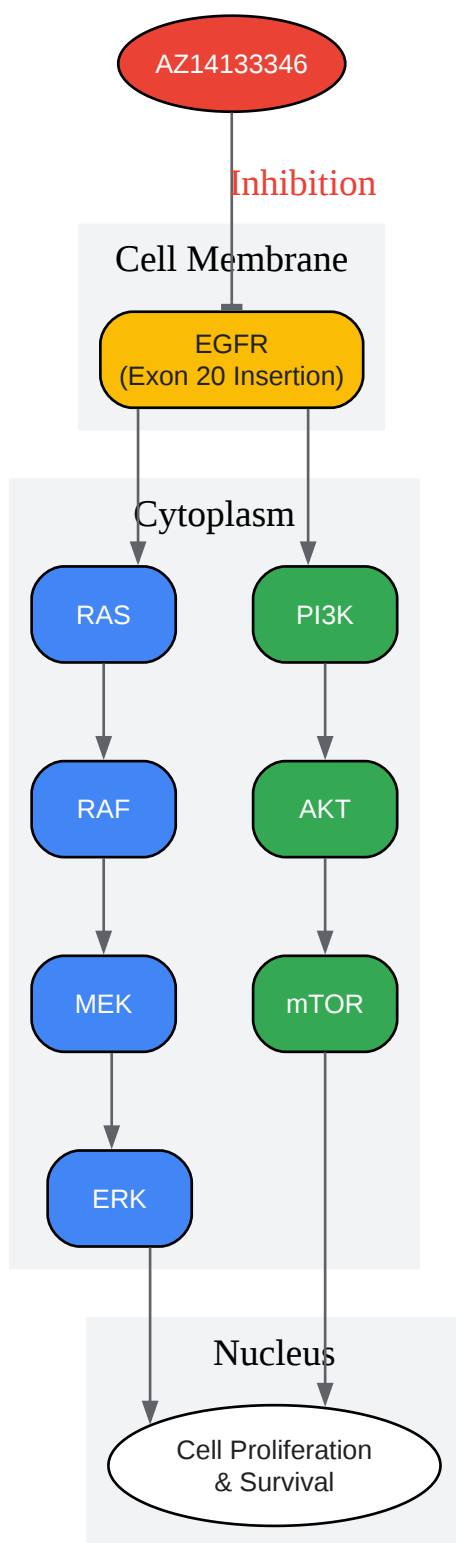 AZ14133346
Inhibition
Cell Membrane
EGFR
(Exon 20 Insertion)
Cytoplasm
RAS
PI3K
RAF
AKT
MEK
mTOR
ERK
Nucleus
Cell Proliferation
& Survival